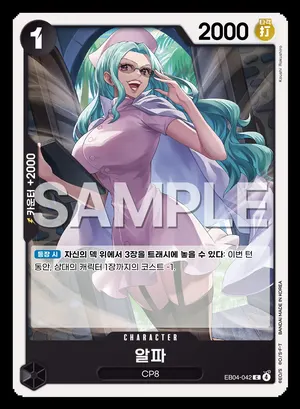 1
2000
타격
打
SAMPLE
카운터 +2000
등장 시 자신의 덱 위에서 3장을 트래시에 놓을 수 있다: 이번 턴
동안, 상대의 캐릭터 1장까지의 코스트 -1.
CHARACTER
알파
CP8
EB04-042 C
BANDAI MADE IN KOREA